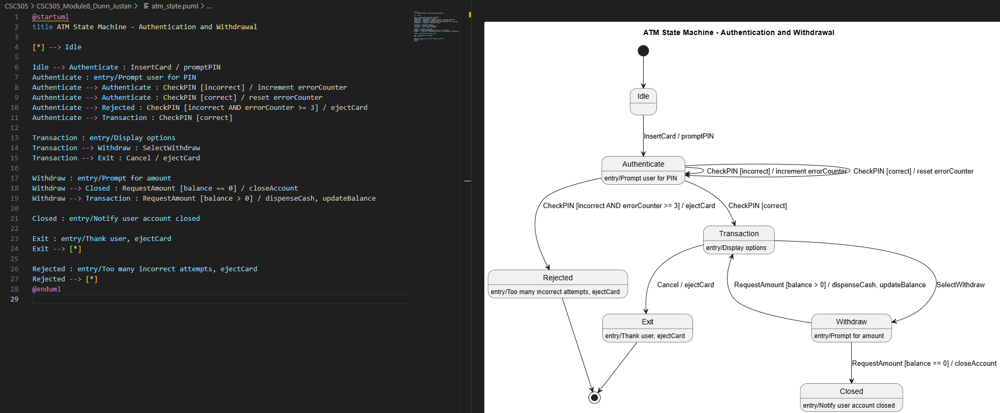 CSC505 > CSC505_Module8_Dunn_Justan > atm_state.puml > ...
1 @startuml
2 title ATM State Machine - Authentication and Withdrawal
3
4 [*] --> Idle
5
6 Idle --> Authenticate : InsertCard / promptPIN
7 Authenticate : entry/Prompt user for PIN
8 Authenticate --> Authenticate : CheckPIN [incorrect] / increment errorCounter
9 Authenticate --> Authenticate : CheckPIN [correct] / reset errorCounter
10 Authenticate --> Rejected : CheckPIN [incorrect AND errorCounter >= 3] / ejectCard
11 Authenticate --> Transaction : CheckPIN [correct]
12
13 Transaction : entry/Display options
14 Transaction --> Withdraw : SelectWithdraw
15 Transaction --> Exit : Cancel / ejectCard
16
17 Withdraw : entry/Prompt for amount
18 Withdraw --> Closed : RequestAmount [balance == 0] / closeAccount
19 Withdraw --> Transaction : RequestAmount [balance > 0] / dispenseCash, updateBalance
20
21 Closed : entry/Notify user account closed
22
23 Exit : entry/Thank user, ejectCard
24 Exit --> [*]
25
26 Rejected : entry/Too many incorrect attempts, ejectCard
27 Rejected --> [*]
28 @enduml
29
ATM State Machine - Authentication and Withdrawal
Idle
InsertCard / promptPIN
Authenticate
entry/Prompt user for PIN
CheckPIN [incorrect] / increment errorCounter
CheckPIN [correct] / reset errorCounter
CheckPIN [incorrect AND errorCounter >= 3] / ejectCard
CheckPIN [correct]
Transaction
entry/Display options
Rejected
entry/Too many incorrect attempts, ejectCard
Cancel / ejectCard
RequestAmount [balance > 0] / dispenseCash, updateBalance
SelectWithdraw
Exit
entry/Thank user, ejectCard
Withdraw
entry/Prompt for amount
RequestAmount [balance == 0] / closeAccount
Closed
entry/Notify user account closed